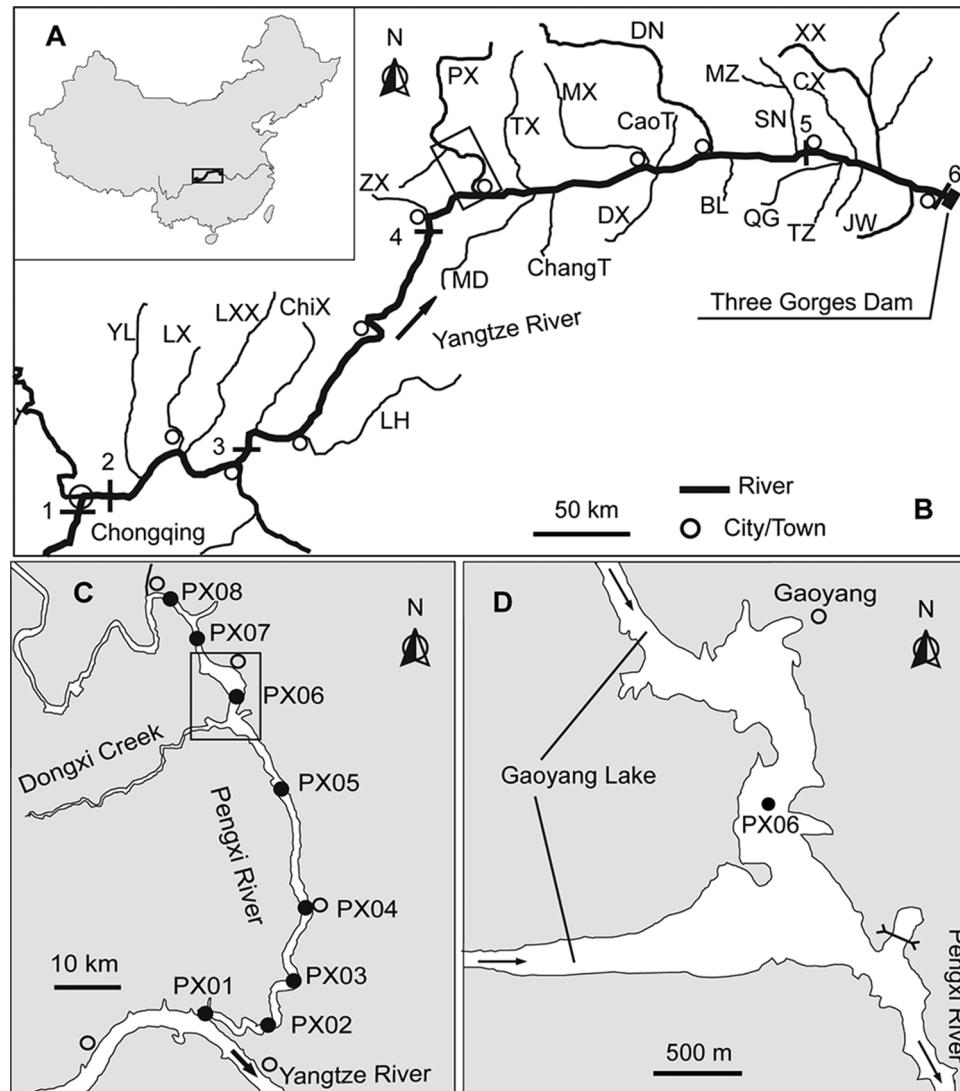 A
N
PX
DN
XX
MZ
CX
TX
MX
CaoT
SN
5
ZX
6
4
DX
BL
QG
TZ
JW
MD
ChangT
Three Gorges Dam
Yangtze River
YL
LX
LXX
ChiX
LH
3
2
1
Chongqing
50 km
River
City/Town
B
C
N
PX08
PX07
PX06
Dongxi Creek
PX05
Pengxi River
PX04
10 km
PX03
PX01
PX02
Yangtze River
D
Gaoyang
N
Gaoyang Lake
PX06
Pengxi River
500 m